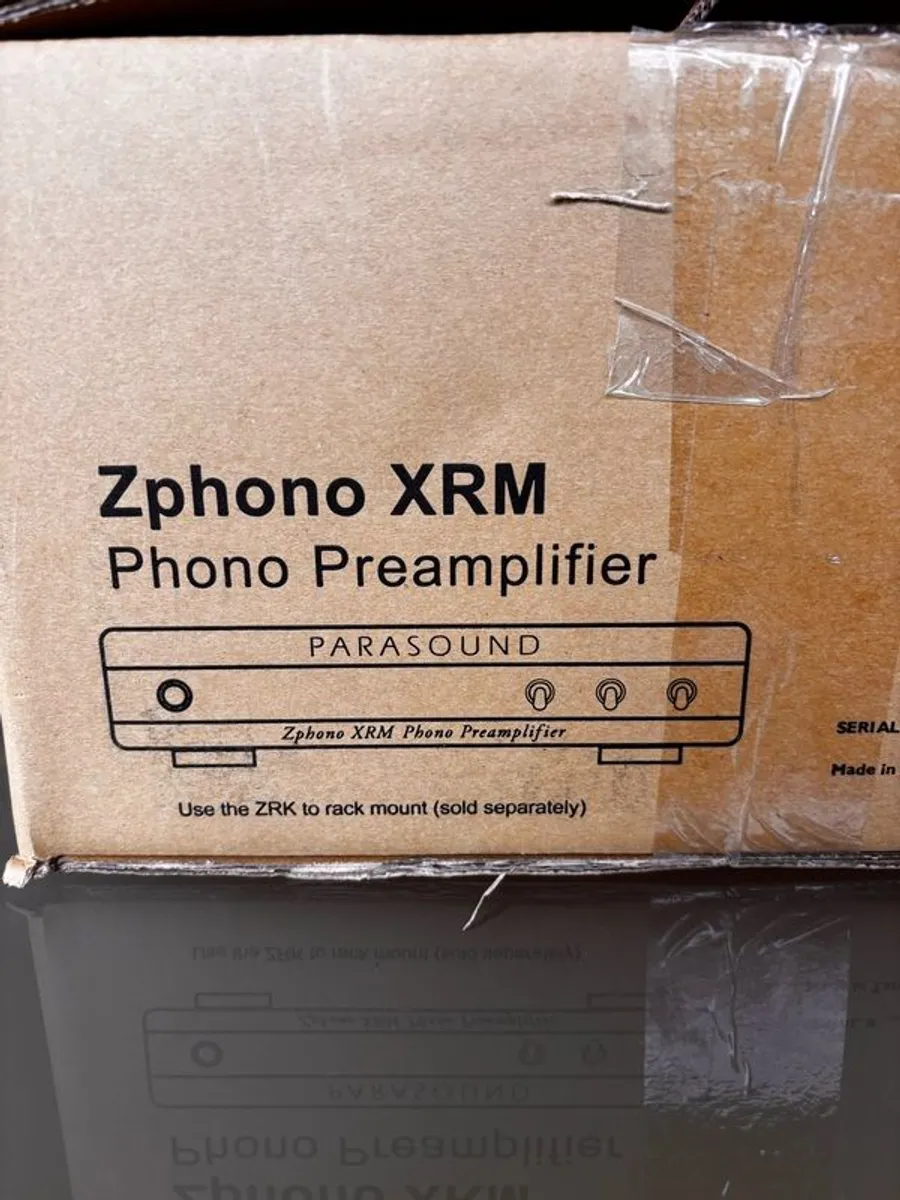 Zphono XRM
Phono Preamplifier
PARASOUND
Zphono XRM Phono Preamplifier
SERIAL
Made in
Use the ZRK to rack mount (sold separately)